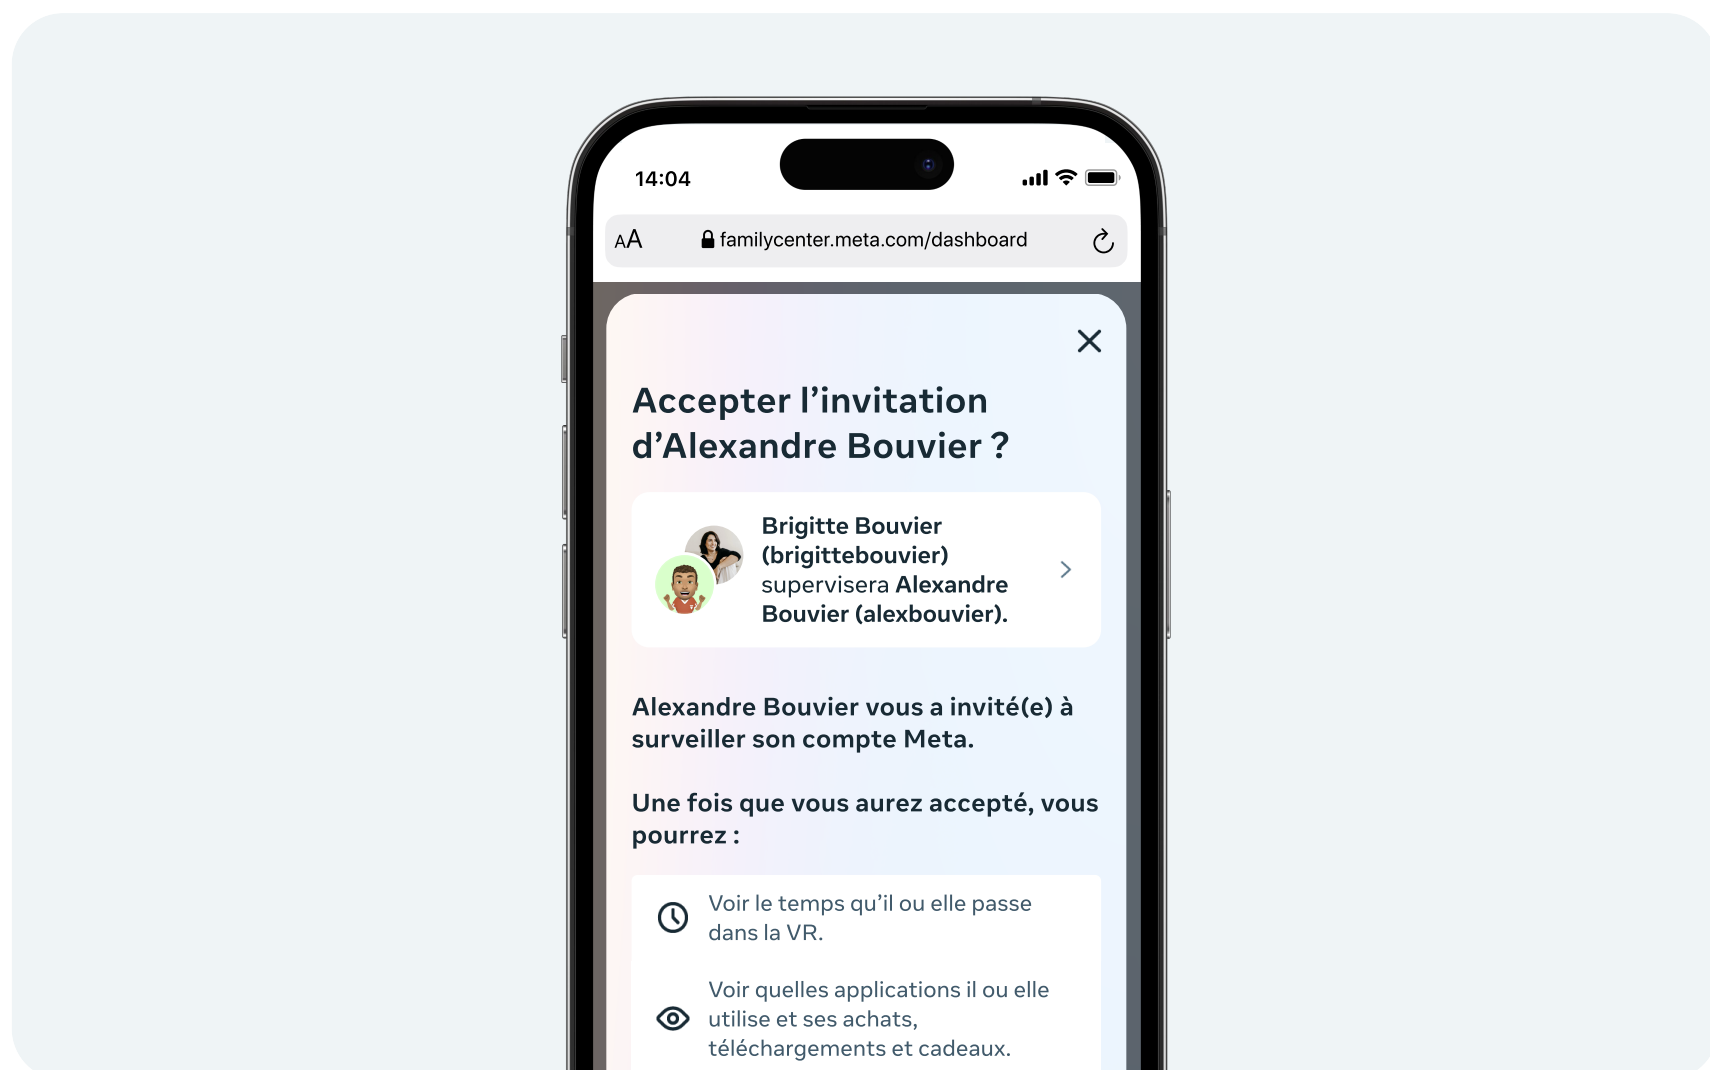 14:04
AA
familycenter.meta.com/dashboard
Accepter l’invitation
d’Alexandre Bouvier ?
Brigitte Bouvier
(brigittebouvier)
supervisera Alexandre
Bouvier (alexbouvier).
Alexandre Bouvier vous a invité(e) à
surveiller son compte Meta.
Une fois que vous aurez accepté, vous
pourrez :
Voir le temps qu’il ou elle passe
dans la VR.
Voir quelles applications il ou elle
utilise et ses achats,
téléchargements et cadeaux.